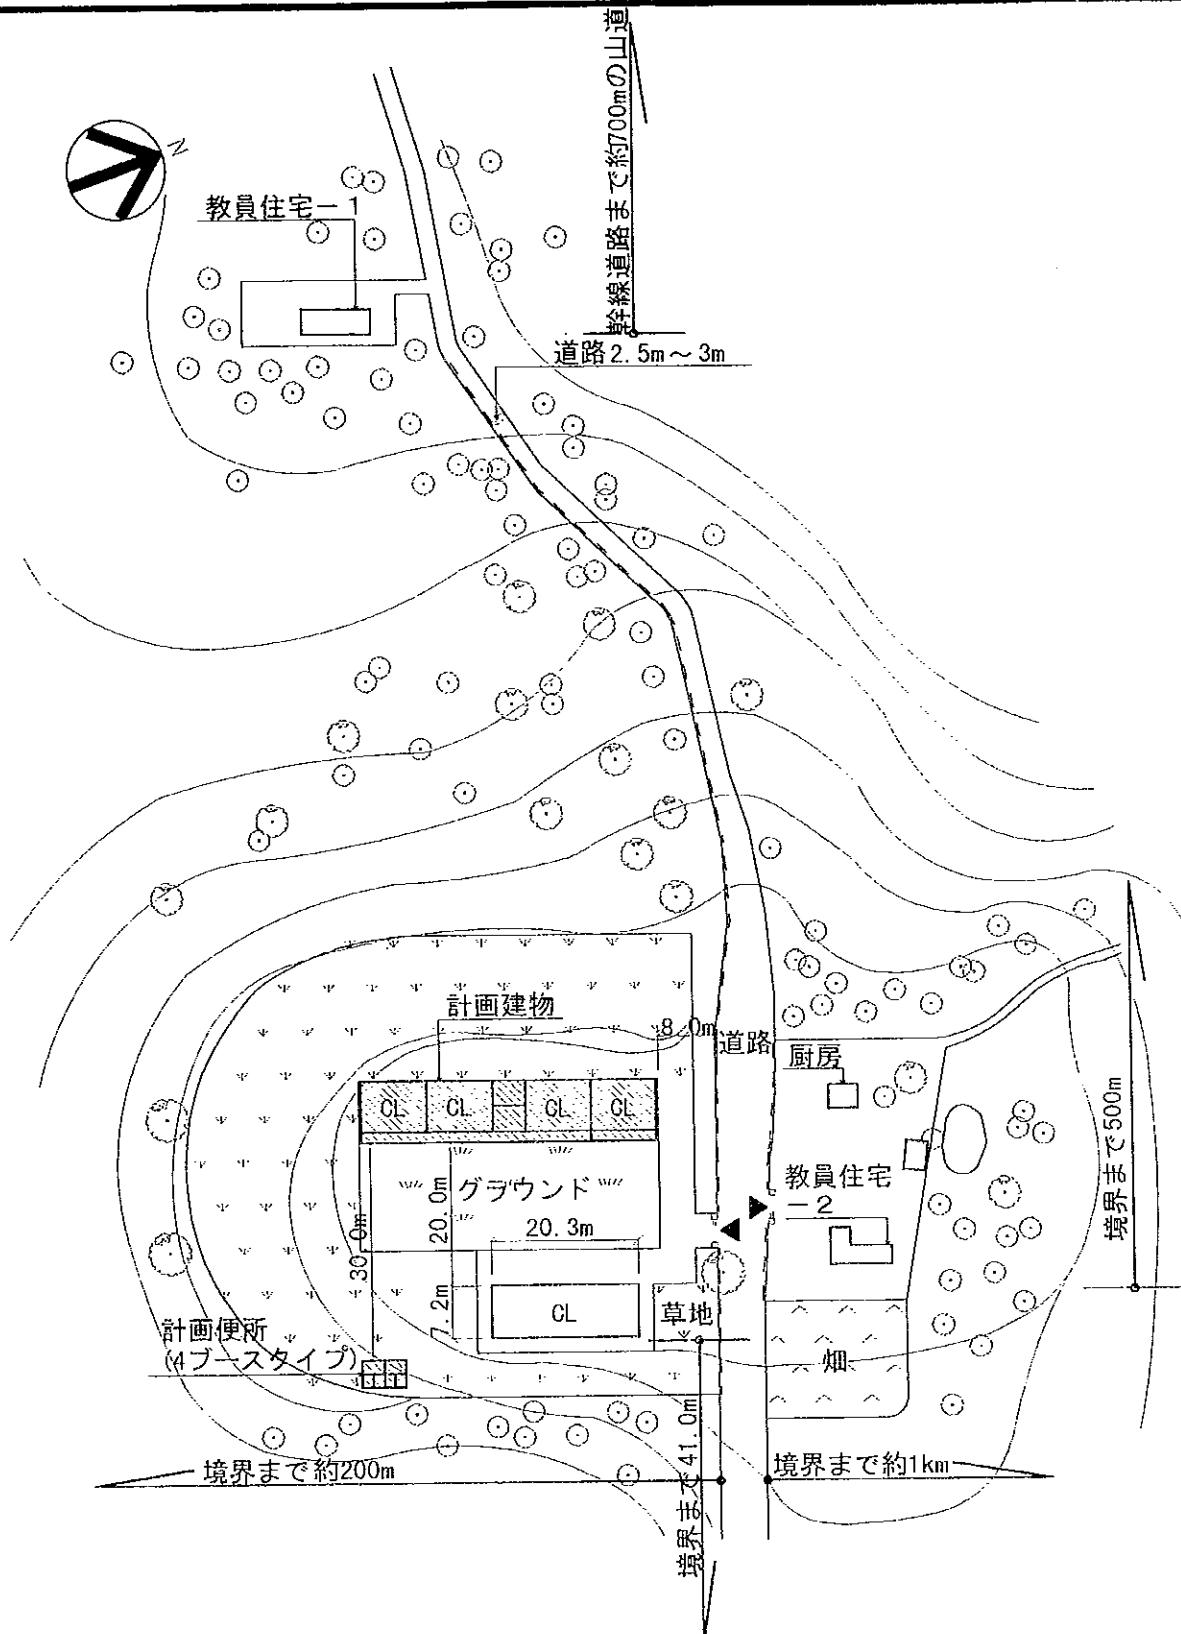 幹線道路まで約700mの山道
N
教員住宅－1
道路2.5m～3m
計画建物
8.0m
道路
厨房
CL
CL
CL
CL
境界まで500m
教員住宅
－2
グラウンド
20.0m
20.3m
30.0m
7.2m
CL
草地
畑
計画便所
(4ブースタイプ)
境界まで41.0m
境界まで約200m
境界まで約1km